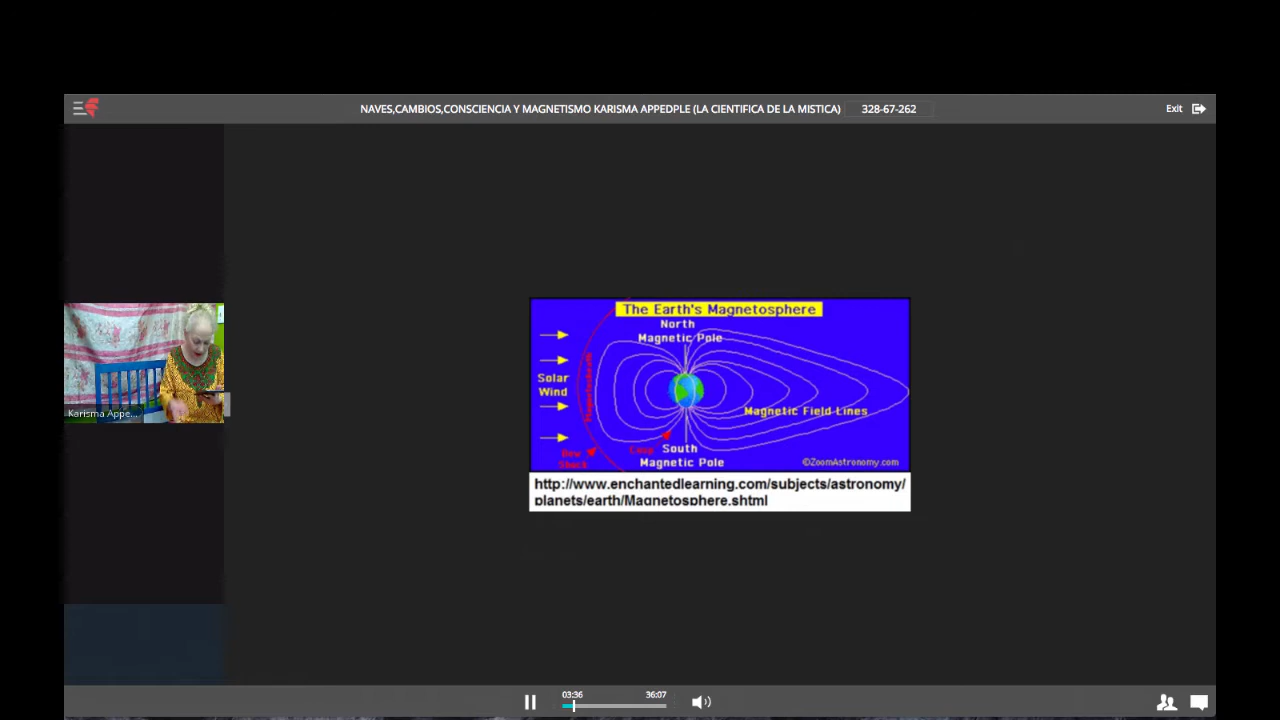 NAVES,CAMBIOS,CONSCIENCIA Y MAGNETISMO KARISMA APPEDPLE (LA CIENTIFICA DE LA MISTICA) 328-67-262
Exit
Karisma Appe...
The Earth's Magnetosphere
North
Magnetic Pole
Solar
Wind
Magnetic Field Lines
Bow
Shock
South
Magnetic Pole
©ZoomAstronomy.com
http://www.enchantedlearning.com/subjects/astronomy/
planets/earth/Magnetosphere.shtml
03:36
36:07